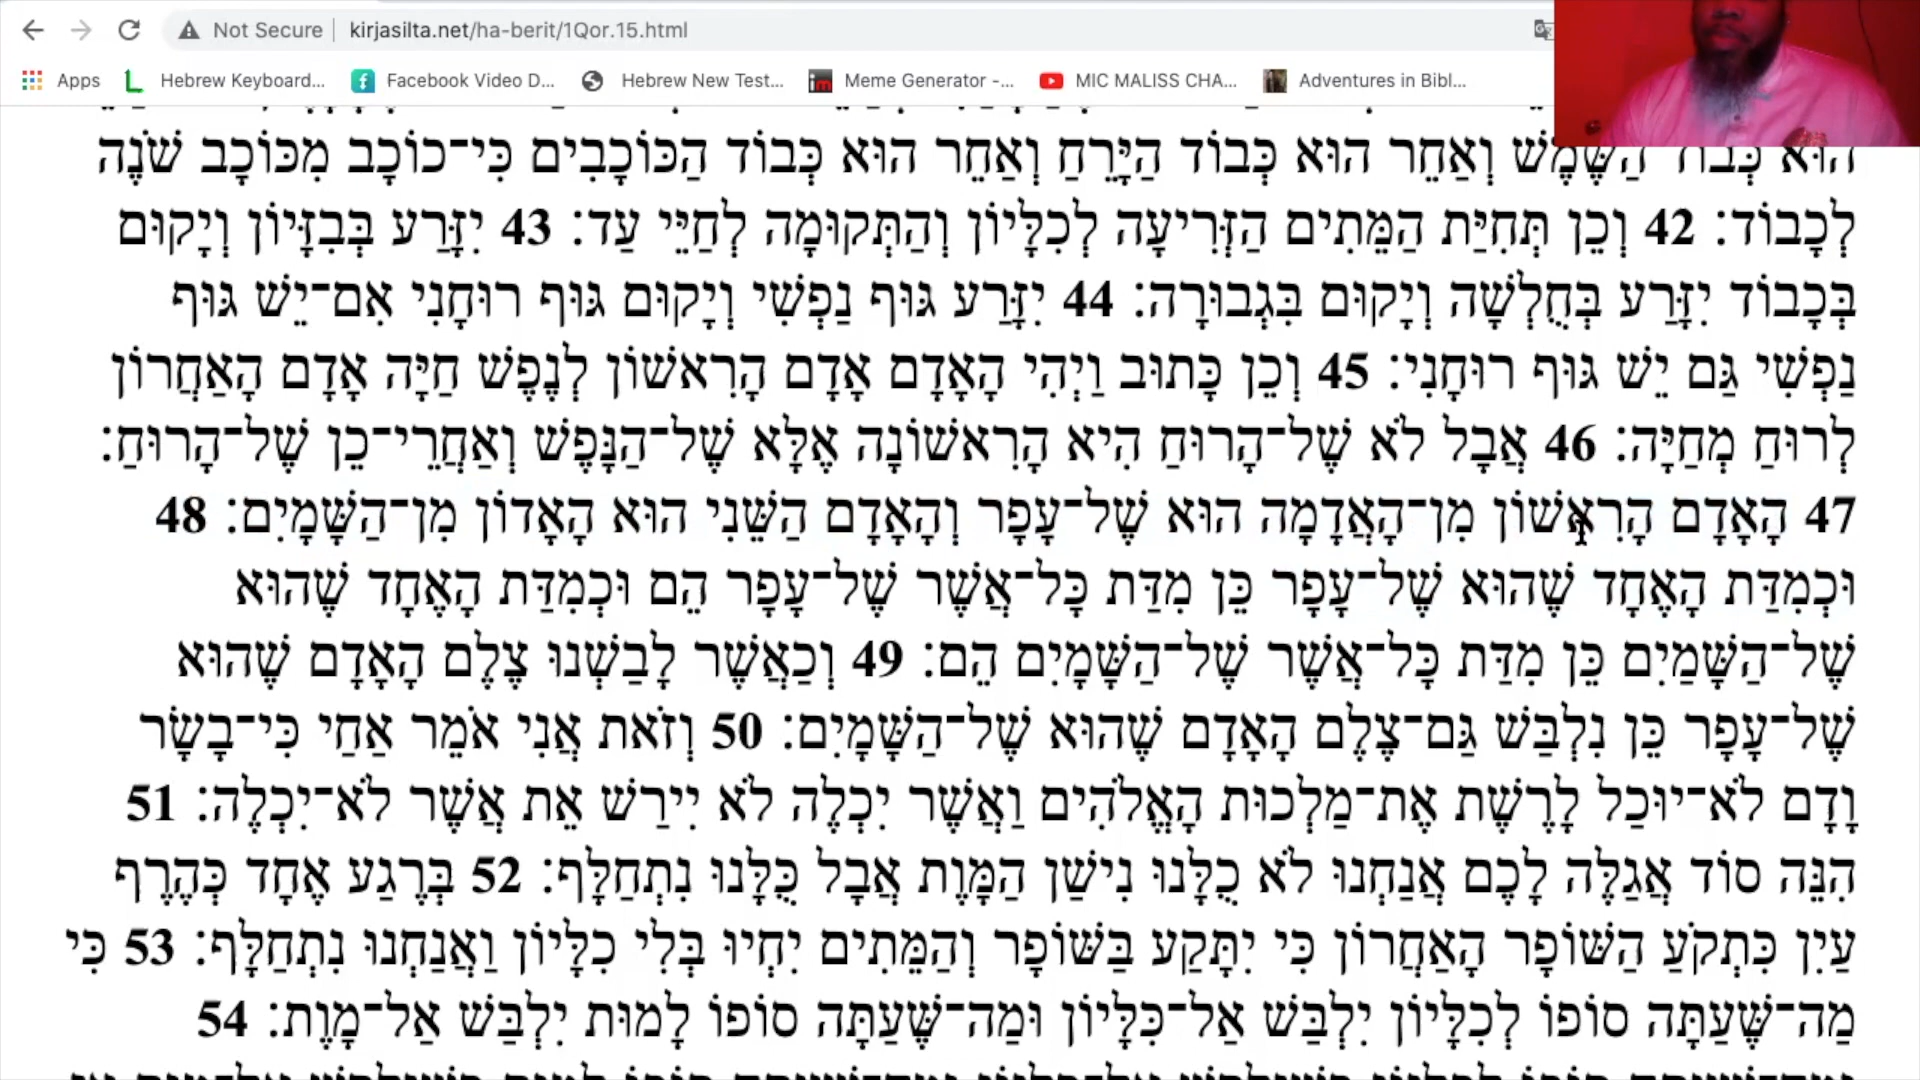 Not Secure
kirjasilta.net/ha-berit/1Qor.15.html
Apps
Hebrew Keyboard...
Facebook Video D...
Hebrew New Test...
Meme Generator -...
MIC MALISS CHA...
Adventures in Bibl...
הוּא כְּבוֹד הַשֶּׁמֶשׁ וְאַחֵר הוּא כְּבוֹד הַיָּרֵחַ וְאַחֵר הוּא כְּבוֹד הַכּוֹכָבִים כִּי־כוֹכָב מִכּוֹכָב שֹׁנֶה
לְכָבוֹד׃ 42 וְכֵן תְּחִיַּת הַמֵּתִים הַזְּרִיעָה לְכִלָּיוֹן וְהַתְּקוּמָה לְחַיֵּי עַד׃ 43 יִזָּרַע בְּבִזָּיוֹן וְיָקוּם
בְּכָבוֹד יִזָּרַע בְּחֻלְשָׁה וְיָקוּם בִּגְבוּרָה׃ 44 יִזָּרַע גּוּף נַפְשִׁי וְיָקוּם גּוּף רוּחָנִי אִם־יֵשׁ גּוּף
נַפְשִׁי גַּם יֵשׁ גּוּף רוּחָנִי׃ 45 וְכֵן כָּתוּב וַיְהִי הָאָדָם אָדָם הָרִאשׁוֹן לְנֶפֶשׁ חַיָּה אָדָם הָאַחֲרוֹן
לְרוּחַ מְחַיָּה׃ 46 אֲבָל לֹא שֶׁל־הָרוּחַ הִיא הָרִאשׁוֹנָה אֶלָּא שֶׁל־הַנָּפֶשׁ וְאַחֲרֵי־כֵן שֶׁל־הָרוּחַ׃
47 הָאָדָם הָרִאשׁוֹן מִן־הָאֲדָמָה הוּא שֶׁל־עָפָר וְהָאָדָם הַשֵּׁנִי הוּא הָאָדוֹן מִן־הַשָּׁמָיִם׃ 48
וּכְמִדַּת הָאֶחָד שֶׁהוּא שֶׁל־עָפָר כֵּן מִדַּת כָּל־אֲשֶׁר שֶׁל־עָפָר הֵם וּכְמִדַּת הָאֶחָד שֶׁהוּא
שֶׁל־הַשָּׁמַיִם כֵּן מִדַּת כָּל־אֲשֶׁר שֶׁל־הַשָּׁמָיִם הֵם׃ 49 וְכַאֲשֶׁר לָבַשְׁנוּ צֶלֶם הָאָדָם שֶׁהוּא
שֶׁל־עָפָר כֵּן נִלְבַּשׁ גַּם־צֶלֶם הָאָדָם שֶׁהוּא שֶׁל־הַשָּׁמָיִם׃ 50 וְזֹאת אֲנִי אֹמֵר אַחַי כִּי־בָשָׂר
וָדָם לֹא־יוּכַל לָרֶשֶׁת אֶת־מַלְכוּת הָאֱלֹהִים וַאֲשֶׁר יִכְלֶה לֹא יִירַשׁ אֵת אֲשֶׁר לֹא־יִכְלֶה׃ 51
הִנֵּה סוֹד אֲגַלֶּה לָכֶם אֲנַחְנוּ לֹא כֻלָּנוּ נִישַׁן הַמָּוֶת אֲבָל כֻּלָּנוּ נִתְחַלָּף׃ 52 בְּרֶגַע אֶחָד כְּהֶרֶף
עַיִן כִּתְקֹעַ הַשּׁוֹפָר הָאַחֲרוֹן כִּי יִתָּקַע בַּשּׁוֹפָר וְהַמֵּתִים יִחְיוּ בְּלִי כִלָּיוֹן וַאֲנַחְנוּ נִתְחַלָּף׃ 53 כִּי
מַה־שֶּׁעַתָּה סוֹפוֹ לְכִלָּיוֹן יִלְבַּשׁ אַל־כִּלָּיוֹן וּמַה־שֶּׁעַתָּה סוֹפוֹ לָמוּת יִלְבַּשׁ אַל־מָוֶת׃ 54